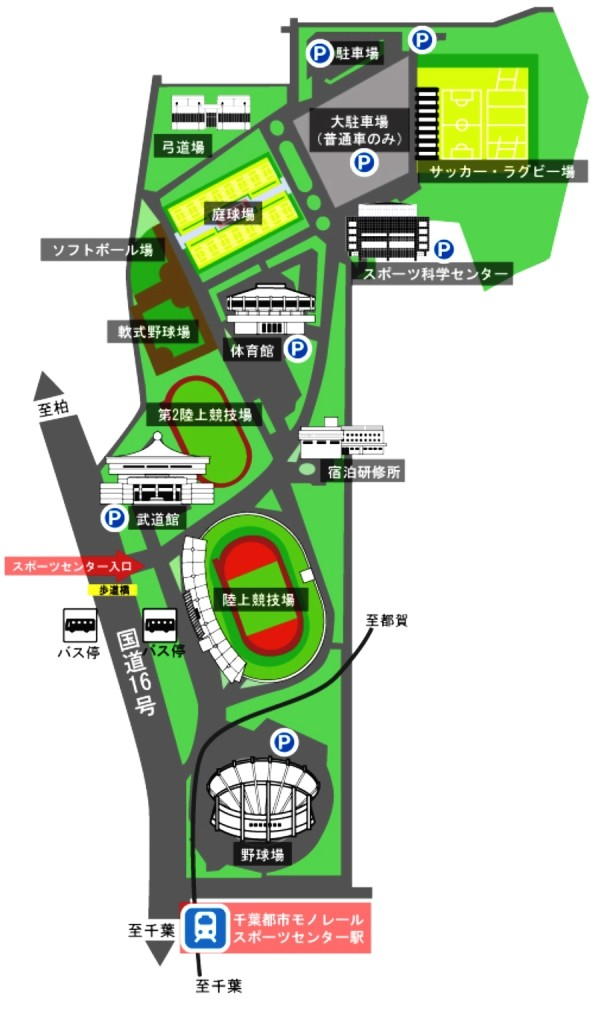 P
駐車場
P
大駐車場
（普通車のみ）
P
サッカー・ラグビー場
弓道場
庭球場
P
スポーツ科学センター
ソフトボール場
軟式野球場
体育館
P
至柏
第2陸上競技場
宿泊研修所
P
武道館
スポーツセンター入口
歩道橋
陸上競技場
バス停
バス停
至都賀
国道16号
P
野球場
至千葉
千葉都市モノレール
スポーツセンター駅
至千葉